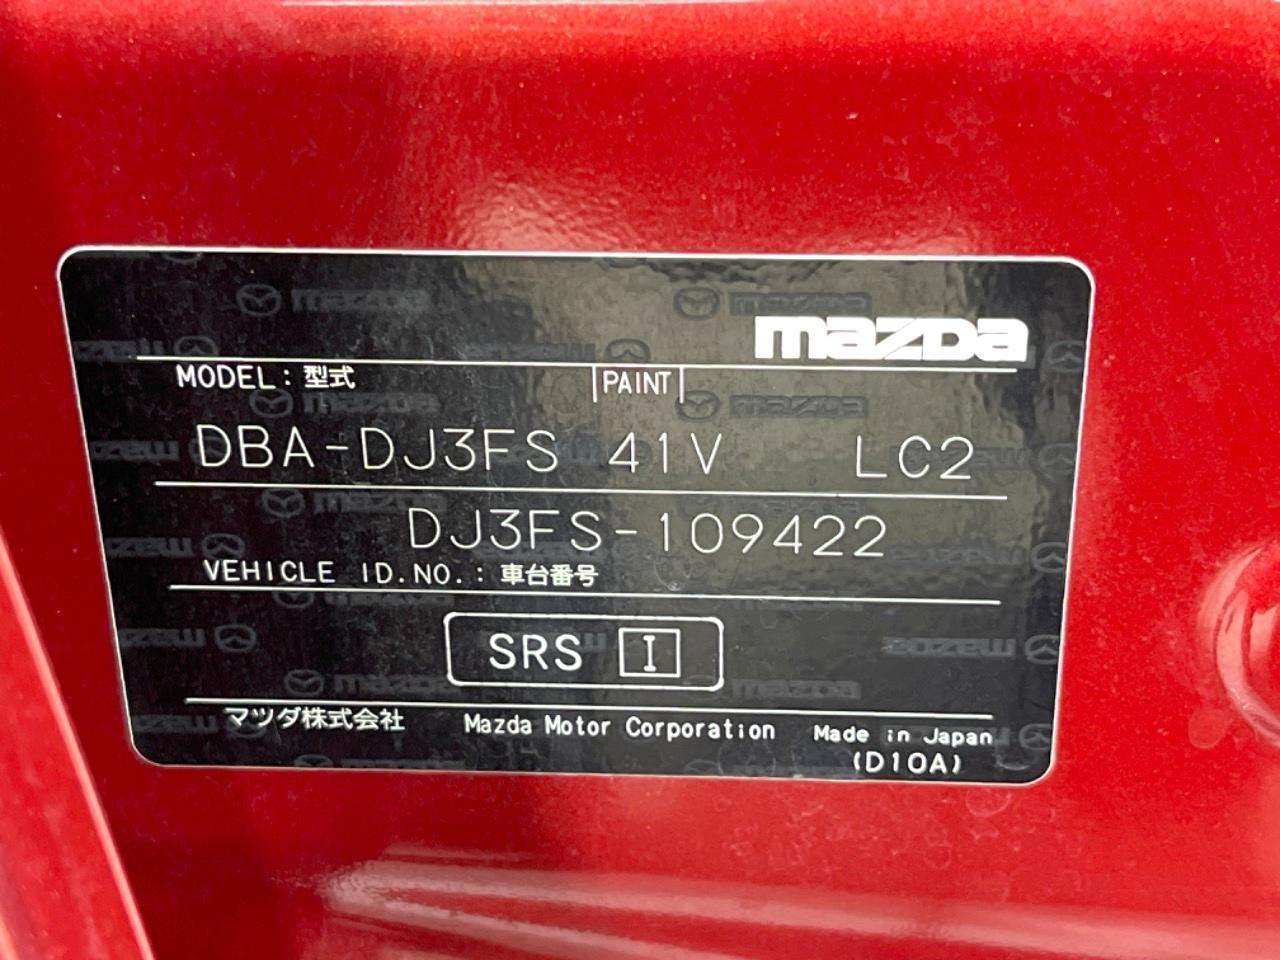 mazda
MODEL : 型式 PAINT
DBA-DJ3FS 41V LC2
DJ3FS-109422
VEHICLE ID.NO. : 車台番号
SRS I
マツダ株式会社 Mazda Motor Corporation Made in Japan
(D10A)